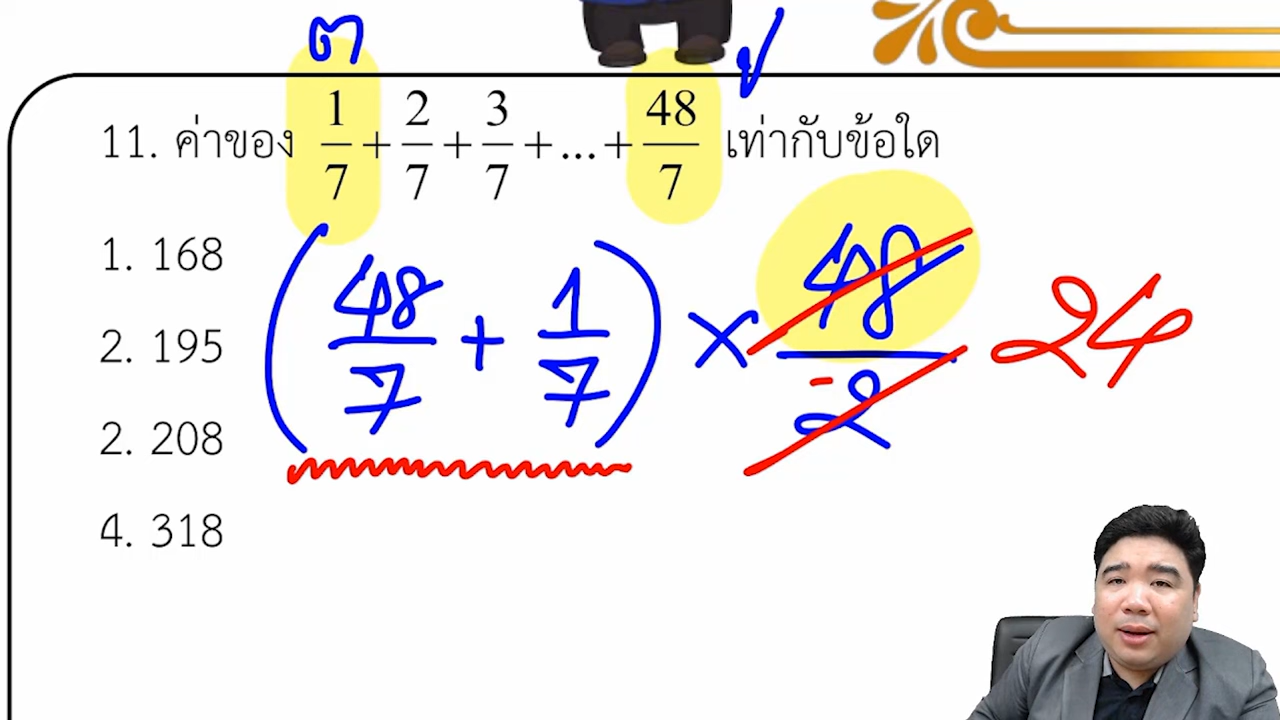 ต
ป
11. ค่าของ 1/7 + 2/7 + 3/7 + ... + 48/7 เท่ากับข้อใด
1. 168
2. 195
2. 208
4. 318
(48/7 + 1/7) × 48/2 24